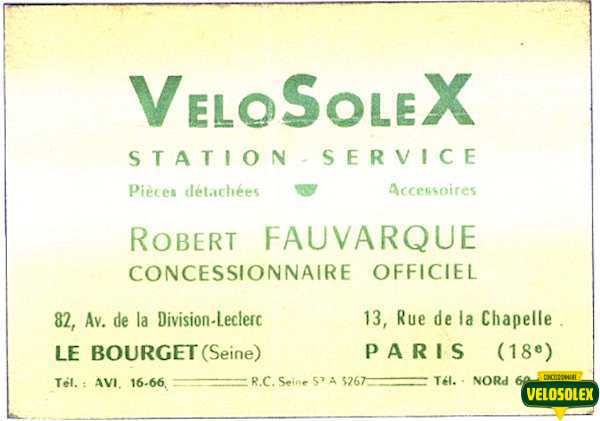 VELOSOLEX
STATION-SERVICE
Pièces détachées Accessoires
ROBERT FAUVARQUE
CONCESSIONNAIRE OFFICIEL
82, Av. de la Division-Leclerc
LE BOURGET (Seine)
13, Rue de la Chapelle
PARIS (18e)
Tél. : AVI. 16-66 R.C. Seine A 3267 Tél. : NORd
CONCESSIONNAIRE
VELOSOLEX